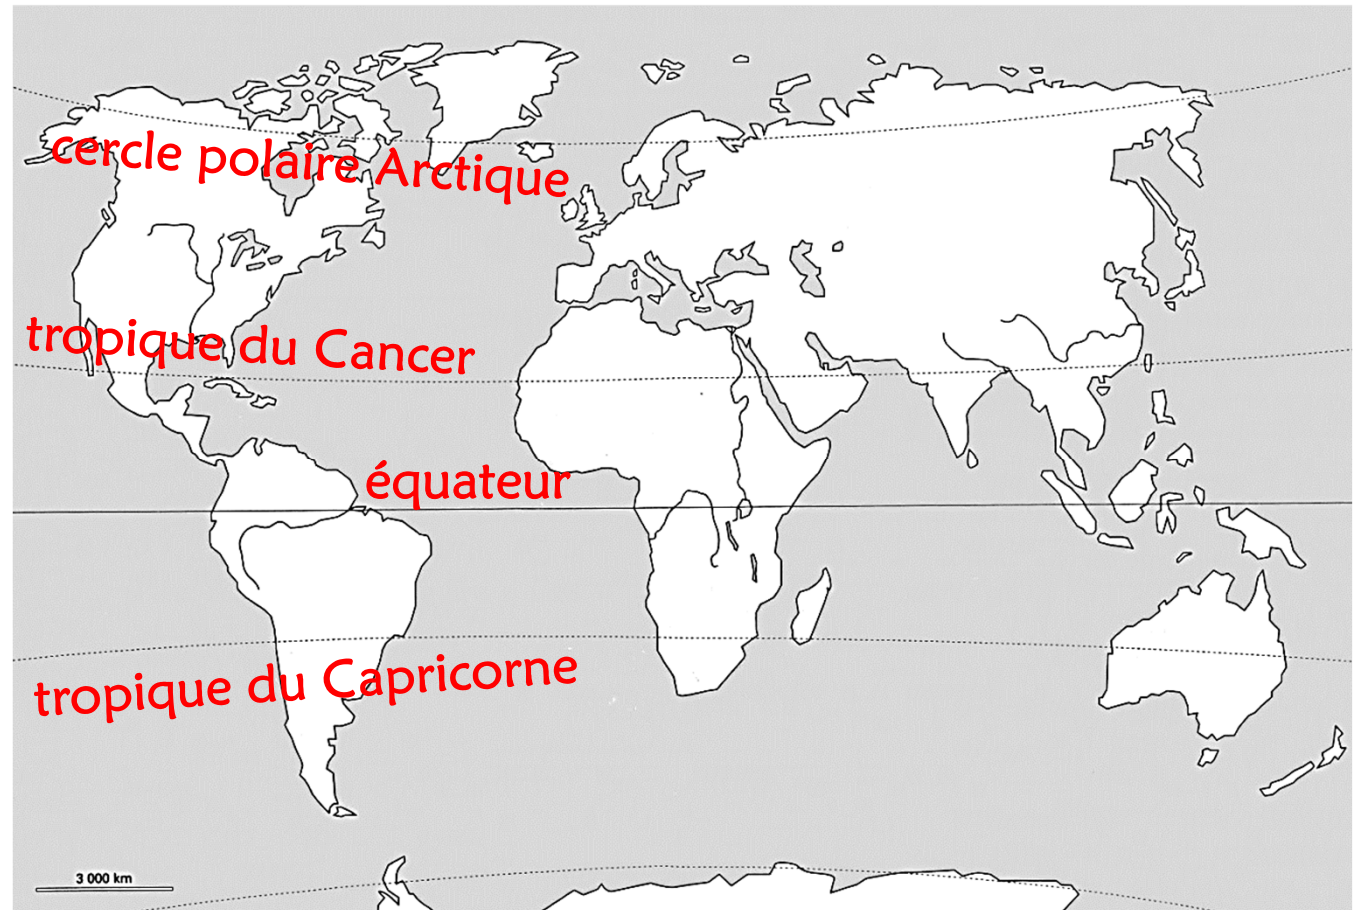 cercle polaire Arctique
tropique du Cancer
équateur
tropique du Capricorne
3 000 km